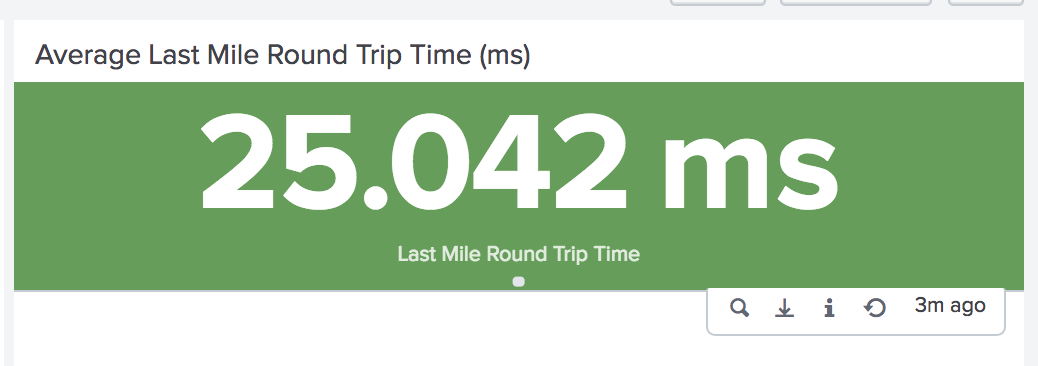 Average Last Mile Round Trip Time (ms)
25.042 ms
Last Mile Round Trip Time
3m ago